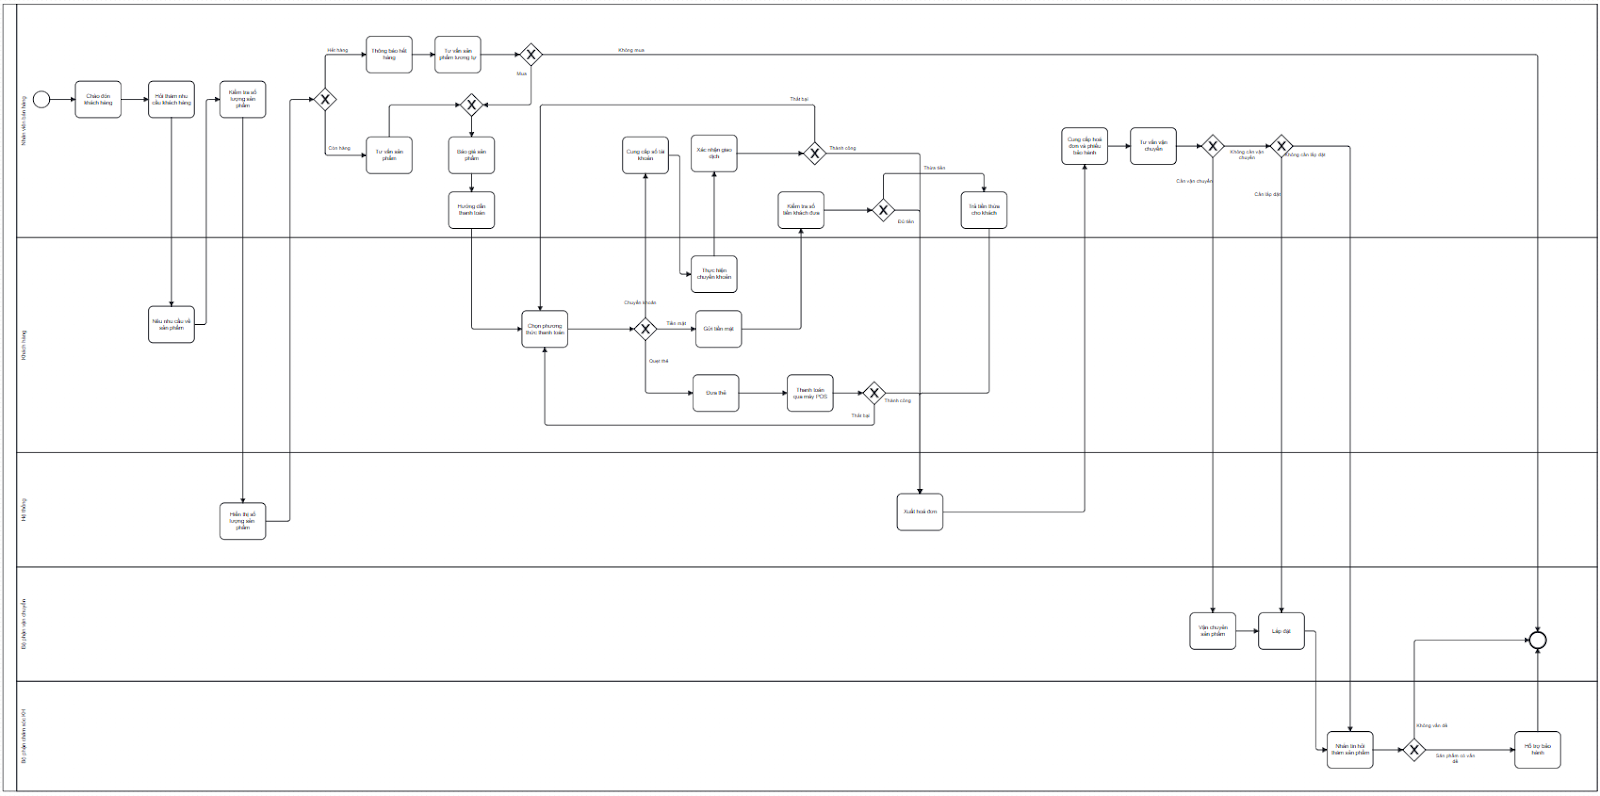 Nhân viên bán hàng
Chào đón
khách hàng
Hỏi thăm nhu
cầu khách hàng
Kiểm tra số
lượng sản
phẩm
Hết hàng
Thông báo hết
hàng
Tư vấn sản
phẩm tương tự
Không mua
Mua
Còn hàng
Tư vấn sản
phẩm
Báo giá sản
phẩm
Hướng dẫn
thanh toán
Thất bại
Cung cấp số tài
khoản
Xác nhận giao
dịch
Thành công
Thừa tiền
Kiểm tra số
tiền khách đưa
Đủ tiền
Trả tiền thừa
cho khách
Cung cấp hoá
đơn và phiếu
bảo hành
Tư vấn vận
chuyển
Không cần vận
chuyển
Không cần lắp đặt
Cần vận chuyển
Cần lắp đặt
Khách hàng
Nêu nhu cầu về
sản phẩm
Thực hiện
chuyển khoản
Chuyển khoản
Chọn phương
thức thanh toán
Tiền mặt
Gửi tiền mặt
Quẹt thẻ
Đưa thẻ
Thanh toán
qua máy POS
Thành công
Thất bại
Hệ thống
Hiển thị số
lượng sản
phẩm
Xuất hoá đơn
Bộ phận vận chuyển
Vận chuyển
sản phẩm
Lắp đặt
Bộ phận chăm sóc KH
Nhắn tin hỏi
thăm sản phẩm
Không vấn đề
Sản phẩm có vấn
đề
Hỗ trợ bảo
hành